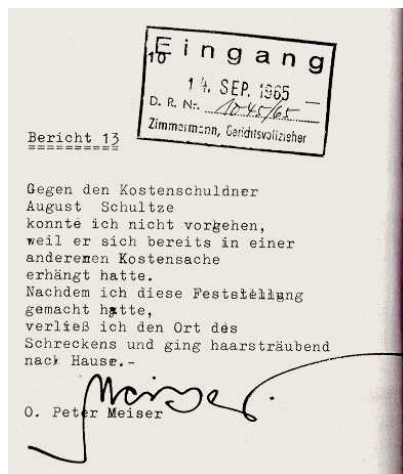 Eingang
10
14. SEP. 1965
D. R. Nr. 1045/65
Zimmermann, Gerichtsvollzieher
Bericht 13
Gegen den Kostenschuldner
August Schultze
konnte ich nicht vorgehen,
weil er sich bereits in einer
anderenen Kostensache
erhängt hatte.
Nachdem ich diese Feststellung
gemacht hatte,
verließ ich den Ort des
Schreckens und ging haarsträubend
nach Hause.-
Meiser
O. Peter Meiser